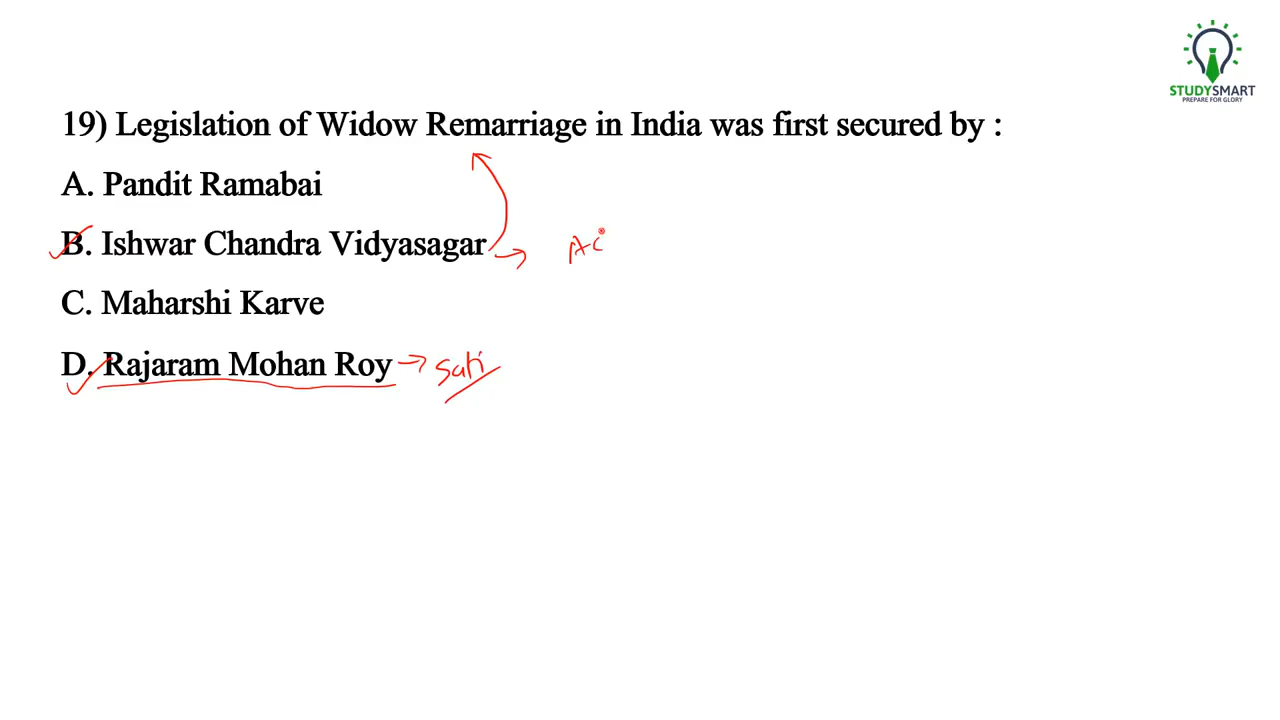 STUDYSMART
PREPARE FOR GLORY
19) Legislation of Widow Remarriage in India was first secured by :
A. Pandit Ramabai
B. Ishwar Chandra Vidyasagar → AC
C. Maharshi Karve
D. Rajaram Mohan Roy → Sati